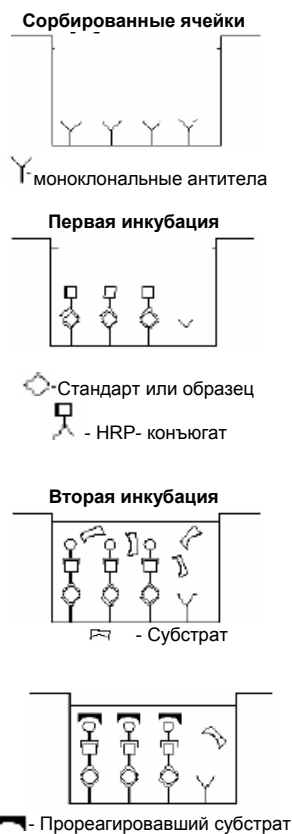 Сорбированные ячейки
моноклональные антитела
Первая инкубация
-Стандарт или образец
- HRP- конъюгат
Вторая инкубация
- Субстрат
- Прореагировавший субстрат